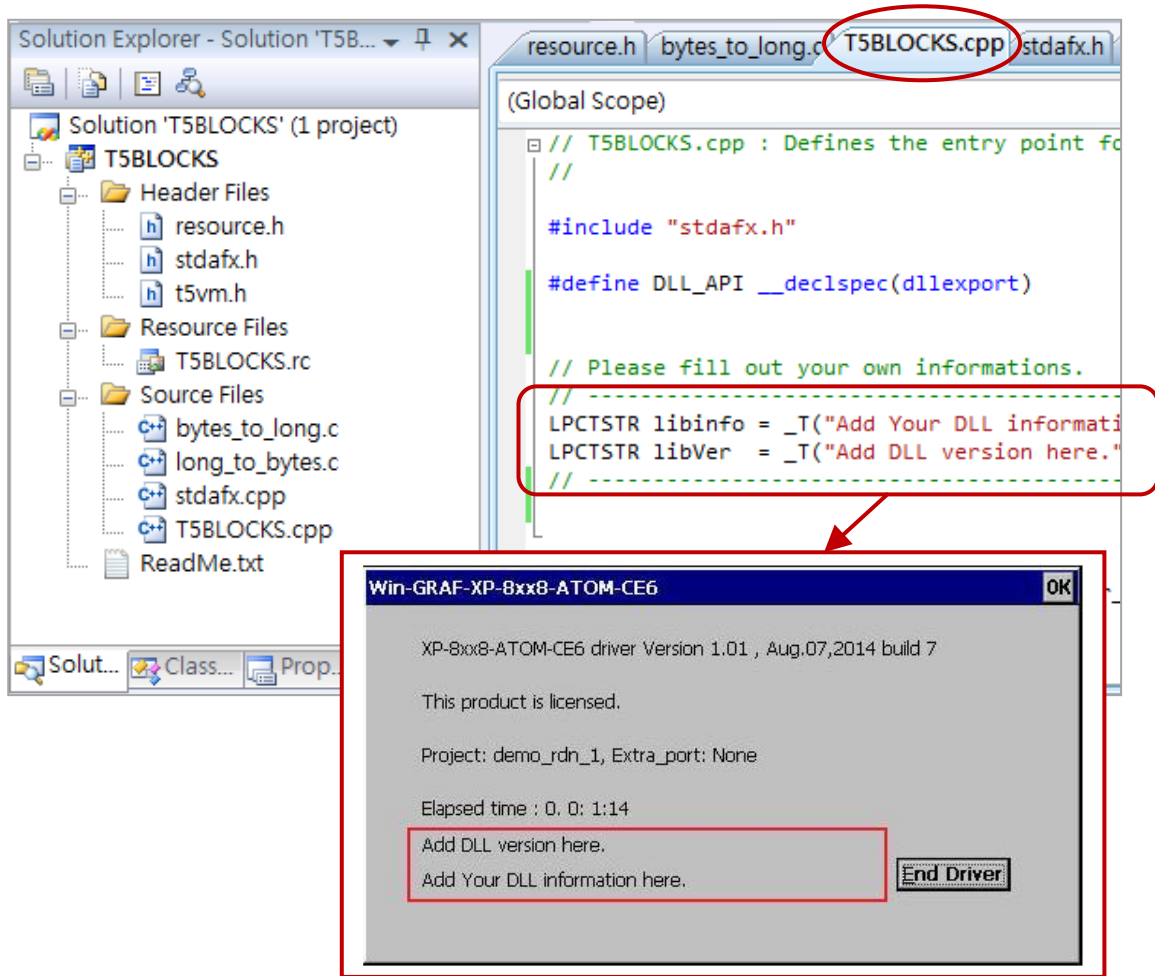 Solution Explorer - Solution 'T5B...
Solution 'T5BLOCKS' (1 project)
T5BLOCKS
Header Files
resource.h
stdafx.h
t5vm.h
Resource Files
T5BLOCKS.rc
Source Files
bytes_to_long.c
long_to_bytes.c
stdafx.cpp
T5BLOCKS.cpp
ReadMe.txt
Solut...
Class...
Prop...
resource.h
bytes_to_long.c
T5BLOCKS.cpp
stdafx.h
(Global Scope)
// T5BLOCKS.cpp : Defines the entry point fo
//
#include "stdafx.h"
#define DLL_API __declspec(dllexport)
// Please fill out your own informations.
// ----------------------------------------
LPCTSTR libinfo = _T("Add Your DLL informati
LPCTSTR libVer  = _T("Add DLL version here."
// ----------------------------------------
Win-GRAF-XP-8xx8-ATOM-CE6
OK
XP-8xx8-ATOM-CE6 driver Version 1.01 , Aug.07,2014 build 7
This product is licensed.
Project: demo_rdn_1, Extra_port: None
Elapsed time : 0. 0: 1:14
Add DLL version here.
Add Your DLL information here.
End Driver